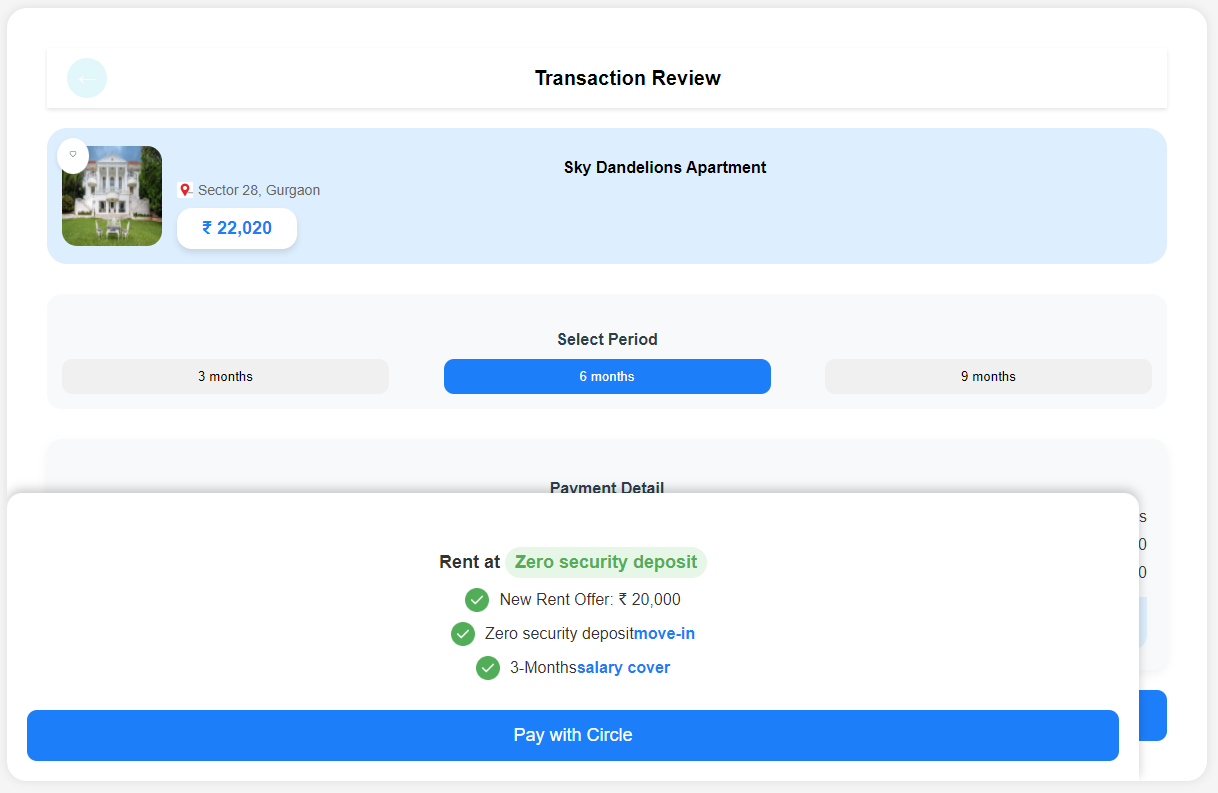 Transaction Review
Sky Dandelions Apartment
Sector 28, Gurgaon
₹ 22,020
Select Period
3 months
6 months
9 months
Payment Detail
s
0
0
Rent at Zero security deposit
New Rent Offer: ₹ 20,000
Zero security depositmove-in
3-Monthssalary cover
Pay with Circle